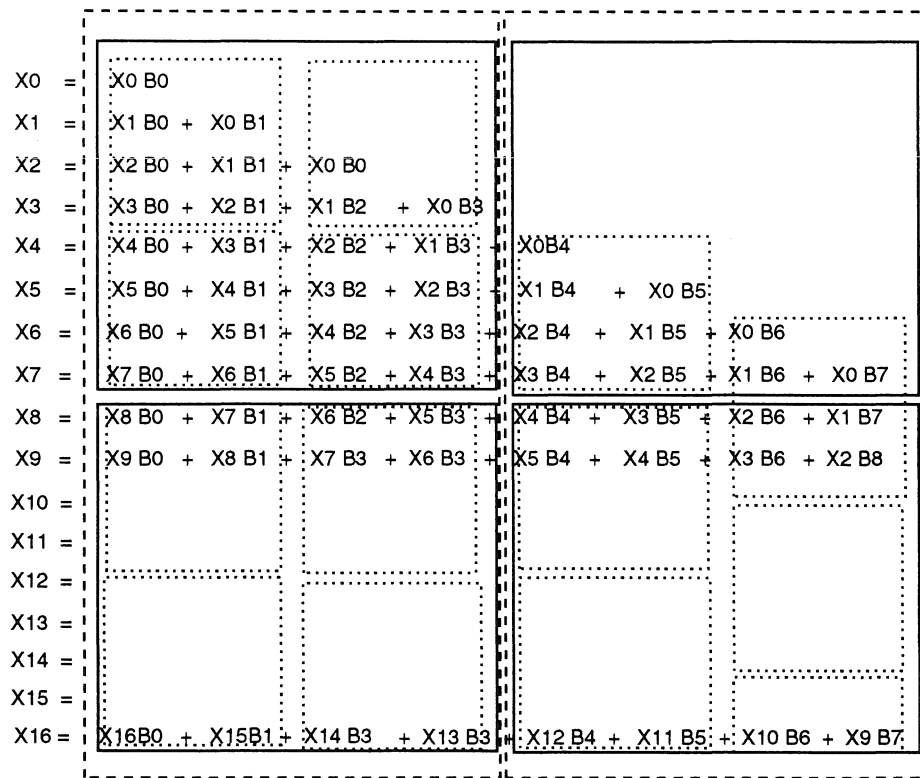 X0 = X0 B0
X1 = X1 B0 + X0 B1
X2 = X2 B0 + X1 B1 + X0 B0
X3 = X3 B0 + X2 B1 + X1 B2 + X0 B3
X4 = X4 B0 + X3 B1 + X2 B2 + X1 B3 + X0B4
X5 = X5 B0 + X4 B1 + X3 B2 + X2 B3 + X1 B4 + X0 B5
X6 = X6 B0 + X5 B1 + X4 B2 + X3 B3 + X2 B4 + X1 B5 + X0 B6
X7 = X7 B0 + X6 B1 + X5 B2 + X4 B3 + X3 B4 + X2 B5 + X1 B6 + X0 B7
X8 = X8 B0 + X7 B1 + X6 B2 + X5 B3 + X4 B4 + X3 B5 + X2 B6 + X1 B7
X9 = X9 B0 + X8 B1 + X7 B3 + X6 B3 + X5 B4 + X4 B5 + X3 B6 + X2 B8
X10 =
X11 =
X12 =
X13 =
X14 =
X15 =
X16 = X16B0 + X15B1 + X14 B3 + X13 B3 + X12 B4 + X11 B5 + X10 B6 + X9 B7